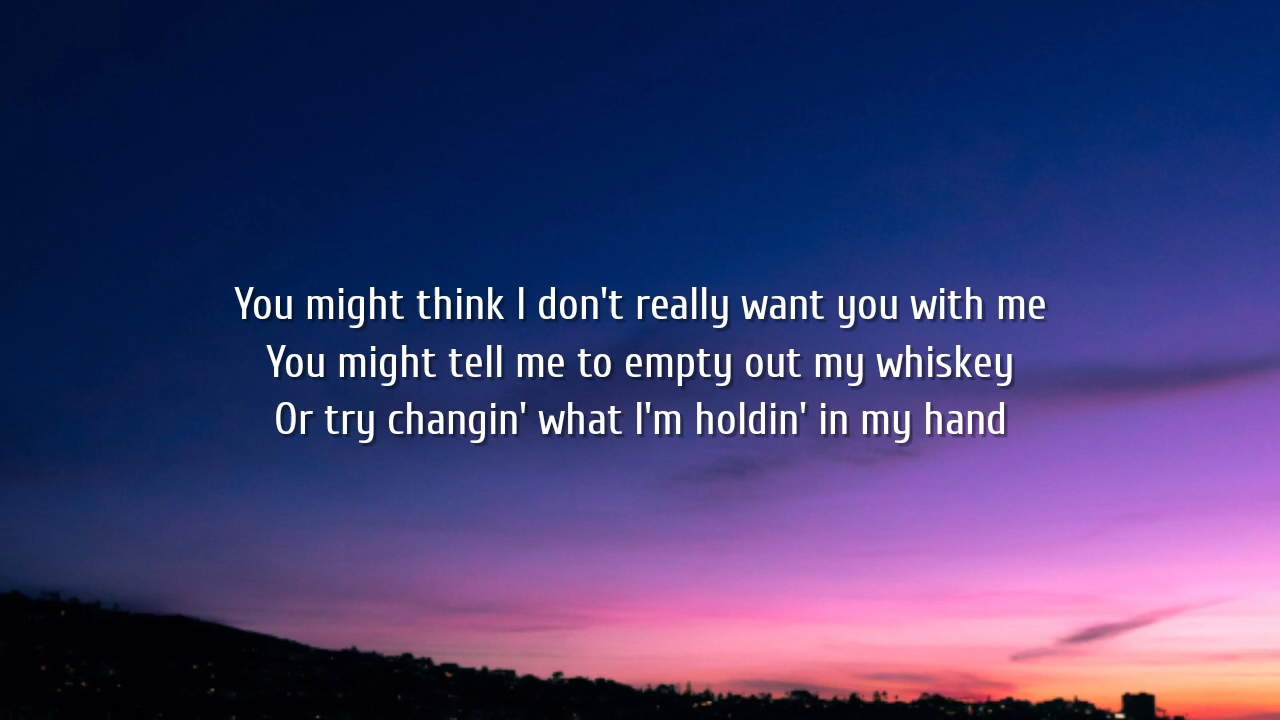 You might think I don't really want you with me
You might tell me to empty out my whiskey
Or try changin' what I'm holdin' in my hand